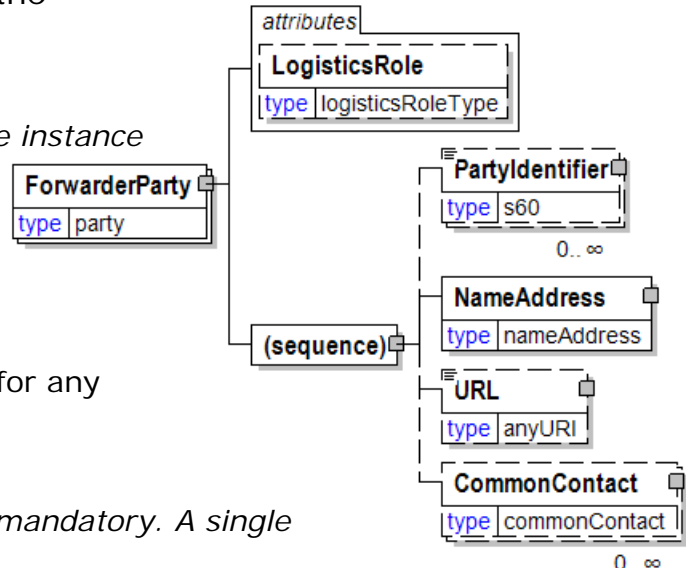 attributes
LogisticsRole
type logisticsRoleType
e instance
ForwarderParty
type party
PartyIdentifier
type s60
0.. ∞
NameAddress
type nameAddress
(sequence)
for any
URL
type anyURI
CommonContact
type commonContact
mandatory. A single
0.. ∞